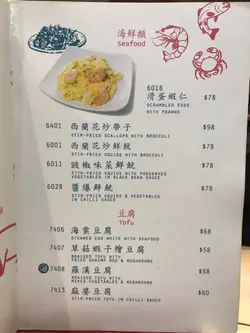 海鮮類
Seafood
6018
滑蛋蝦仁 $78
SCRAMBLED EGGS
WITH PRAWNS
6401 西蘭花炒帶子 $98
STIR-FRIED SCALLOPS WITH BROCCOLI
6001 西蘭花炒鮮魷 $78
STIR-FRIED SQUIDS WITH BROCCOLI
6011 豉椒味菜鮮魷 $78
STIR-FRIED SQUIDS WITH PRESERVED
VEGETABLES IN BLACK BEAN SAUCE
6028 醬爆鮮魷 $78
STIR-FRIED SQUIDS & VEGETABLES
IN CHILLI SAUCE
豆腐
Tofu
7406 海棠豆腐 $68
STEAMED EGG WHITE WITH SEAFOOD
7407 草菇蝦子燴豆腐 $58
BRAISED TOFU WITH
DRIED SHRIMP ROE & MUSHROOMS
7408 羅漢豆腐 $58
BRAISED TOFU WITH
MIXED VEGETABLES & MUSHROOMS
7413 麻婆豆腐 $60
STIR-FRIED TOFU IN CHILLI SAUCE